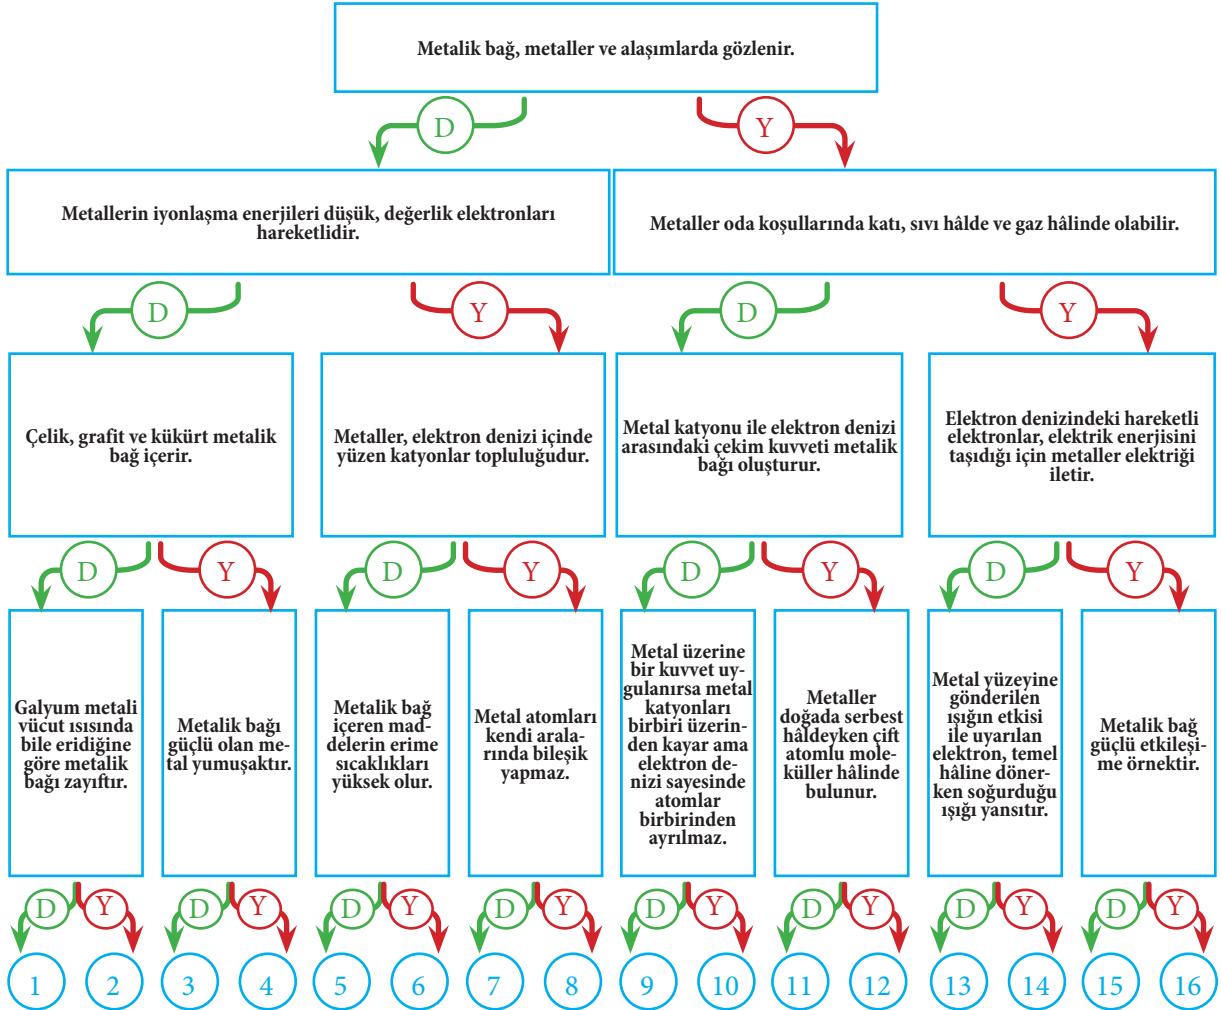 Metalik bağ, metaller ve alaşımlarda gözlenir.
D
Y
Metallerin iyonlaşma enerjileri düşük, değerlik elektronları
hareketlidir.
Metaller oda koşullarında katı, sıvı hâlde ve gaz hâlinde olabilir.
D
Y
D
Y
Çelik, grafit ve kükürt metalik
bağ içerir.
Metaller, elektron denizi içinde
yüzen katyonlar topluluğudur.
Metal katyonu ile elektron denizi
arasındaki çekim kuvveti metalik
bağı oluşturur.
Elektron denizindeki hareketli
elektronlar, elektrik enerjisini
taşıdığı için metaller elektriği
iletir.
D
Y
D
Y
D
Y
D
Y
Galyum metali
vücut ısısında
bile eridiğine
göre metalik
bağı zayıftır.
Metalik bağı
güçlü olan me-
tal yumuşaktır.
Metalik bağ
içeren mad-
delerin erime
sıcaklıkları
yüksek olur.
Metal atomları
kendi arala-
rında bileşik
yapmaz.
Metal üzerine
bir kuvvet uy-
gulanırsa metal
katyonları
birbiri üzerin-
den kayar ama
elektron de-
nizi sayesinde
atomlar
birbirinden
ayrılmaz.
Metaller
doğada serbest
hâldeyken çift
atomlu mole-
küller hâlinde
bulunur.
Metal yüzeyine
gönderilen
ışığın etkisi
ile uyarılan
elektron, temel
hâline döner-
ken soğurduğu
ışığı yansıtır.
Metalik bağ
güçlü etkileşi-
me örnektir.
D
Y
D
Y
D
Y
D
Y
D
Y
D
Y
D
Y
D
Y
1
2
3
4
5
6
7
8
9
10
11
12
13
14
15
16